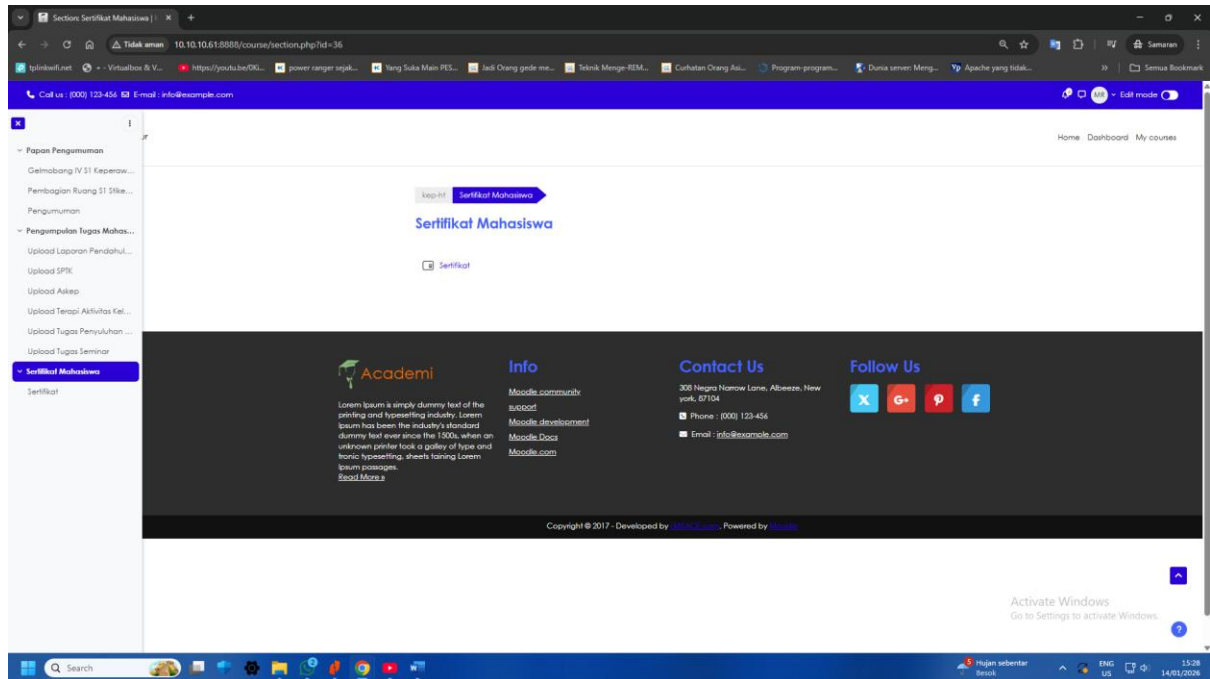 Section: Sertifikat Mahasiswa |
Tidak aman
10.10.10.61:8888/course/section.php?id=36
Samaran
tplinkwifi.net
- - Virtualbox & V...
https://youtu.be/0lG...
power ranger sejak...
Yang Suka Main PES...
Jadi Orang gede me...
Teknik Menge-REM...
Curhatan Orang Asi...
Program-program...
Dunia server: Meng...
Apache yang tidak...
Semua Bookmark
Call us : (000) 123-456 E-mail : info@example.com
MR
Edit mode
ur
Home Dashboard My courses
Papan Pengumuman
Gelmobang IV S1 Keperaw...
Pembagian Ruang S1 Stike...
Pengumuman
Pengumpulan Tugas Mahas...
Upload Laporan Pendahul...
Upload SPTK
Upload Askep
Upload Terapi Aktivitas Kel...
Upload Tugas Penyuluhan ...
Upload Tugas Seminar
Sertifikat Mahasiswa
Sertifikat
kep-h1 Sertifikat Mahasiswa
Sertifikat Mahasiswa
Sertifikat
Academi
Lorem Ipsum is simply dummy text of the
printing and typesetting industry. Lorem
Ipsum has been the industry's standard
dummy text ever since the 1500s, when an
unknown printer took a galley of type and
tronic typesetting, sheets taining Lorem
Ipsum passages.
Read More »
Info
Moodle community
support
Moodle development
Moodle Docs
Moodle.com
Contact Us
308 Negra Narrow Lane, Albeeze, New
york, 87104
Phone : (000) 123-456
Email : info@example.com
Follow Us
Copyright © 2017 - Developed by LMSACE.com. Powered by Moodle
Activate Windows
Go to Settings to activate Windows.
Search
Hujan sebentar
Besok
ENG
US
15:28
14/01/2026